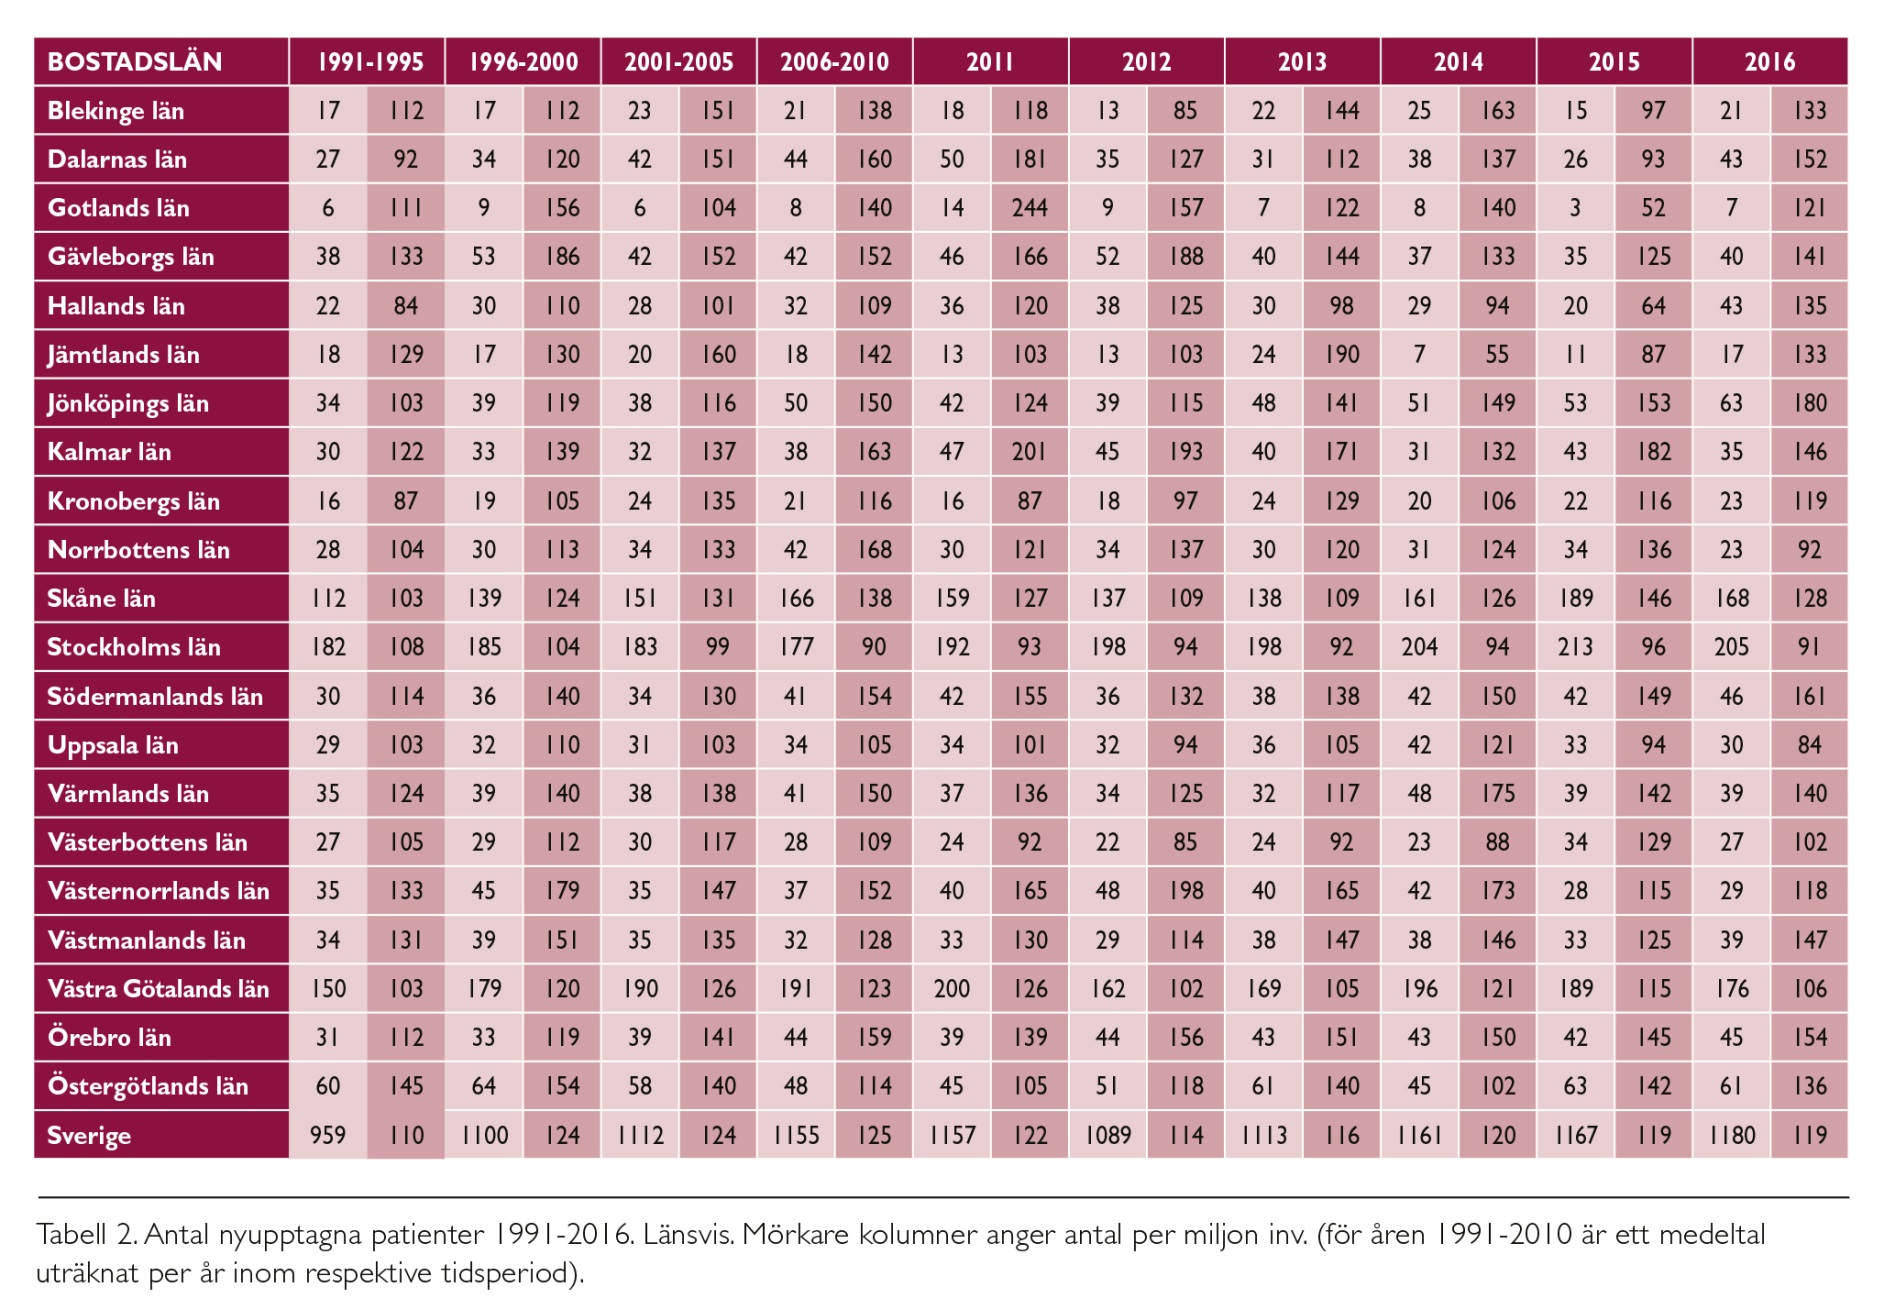 BOSTADSLÄN 1991-1995 1996-2000 2001-2005 2006-2010 2011 2012 2013 2014 2015 2016
Blekinge län 17 112 17 112 23 151 21 138 18 118 13 85 22 144 25 163 15 97 21 133
Dalarnas län 27 92 34 120 42 151 44 160 50 181 35 127 31 112 38 137 26 93 43 152
Gotlands län 6 111 9 156 6 104 8 140 14 244 9 157 7 122 8 140 3 52 7 121
Gävleborgs län 38 133 53 186 42 152 42 152 46 166 52 188 40 144 37 133 35 125 40 141
Hallands län 22 84 30 110 28 101 32 109 36 120 38 125 30 98 29 94 20 64 43 135
Jämtlands län 18 129 17 130 20 160 18 142 13 103 13 103 24 190 7 55 11 87 17 133
Jönköpings län 34 103 39 119 38 116 50 150 42 124 39 115 48 141 51 149 53 153 63 180
Kalmar län 30 122 33 139 32 137 38 163 47 201 45 193 40 171 31 132 43 182 35 146
Kronobergs län 16 87 19 105 24 135 21 116 16 87 18 97 24 129 20 106 22 116 23 119
Norrbottens län 28 104 30 113 34 133 42 168 30 121 34 137 30 120 31 124 34 136 23 92
Skåne län 112 103 139 124 151 131 166 138 159 127 137 109 138 109 161 126 189 146 168 128
Stockholms län 182 108 185 104 183 99 177 90 192 93 198 94 198 92 204 94 213 96 205 91
Södermanlands län 30 114 36 140 34 130 41 154 42 155 36 132 38 138 42 150 42 149 46 161
Uppsala län 29 103 32 110 31 103 34 105 34 101 32 94 36 105 42 121 33 94 30 84
Värmlands län 35 124 39 140 38 138 41 150 37 136 34 125 32 117 48 175 39 142 39 140
Västerbottens län 27 105 29 112 30 117 28 109 24 92 22 85 24 92 23 88 34 129 27 102
Västernorrlands län 35 133 45 179 35 147 37 152 40 165 48 198 40 165 42 173 28 115 29 118
Västmanlands län 34 131 39 151 35 135 32 128 33 130 29 114 38 147 38 146 33 125 39 147
Västra Götalands län 150 103 179 120 190 126 191 123 200 126 162 102 169 105 196 121 189 115 176 106
Örebro län 31 112 33 119 39 141 44 159 39 139 44 156 43 151 43 150 42 145 45 154
Östergötlands län 60 145 64 154 58 140 48 114 45 105 51 118 61 140 45 102 63 142 61 136
Sverige 959 110 1100 124 1112 124 1155 125 1157 122 1089 114 1113 116 1161 120 1167 119 1180 119
Tabell 2. Antal nyupptagna patienter 1991-2016. Länsvis. Mörkare kolumner anger antal per miljon inv. (för åren 1991-2010 är ett medeltal
uträknat per år inom respektive tidsperiod).